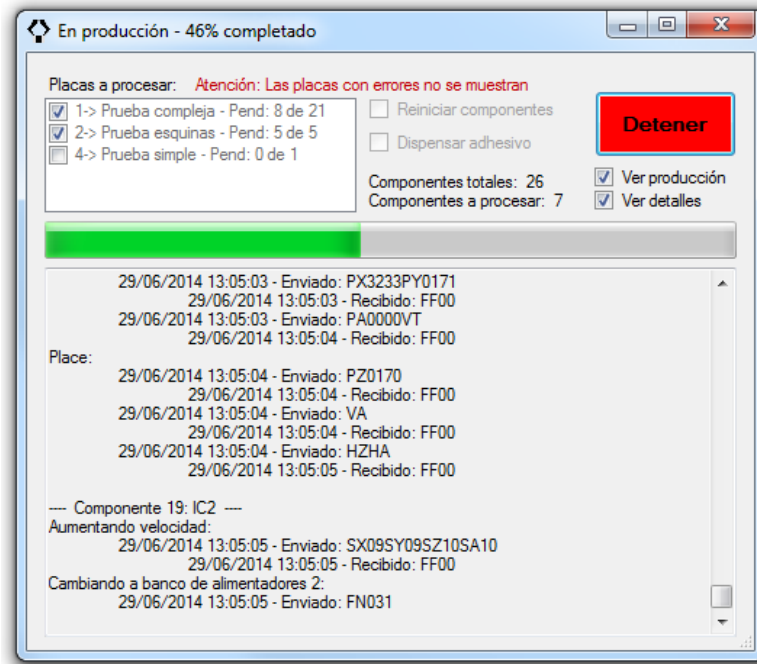 En producción - 46% completado
Placas a procesar: Atención: Las placas con errores no se muestran
1-> Prueba compleja - Pend: 8 de 21
2-> Prueba esquinas - Pend: 5 de 5
4-> Prueba simple - Pend: 0 de 1
Reiniciar componentes
Dispensar adhesivo
Componentes totales: 26
Componentes a procesar: 7
Detener
Ver producción
Ver detalles
29/06/2014 13:05:03 - Enviado: PX3233PY0171
29/06/2014 13:05:03 - Recibido: FF00
29/06/2014 13:05:03 - Enviado: PA0000VT
29/06/2014 13:05:04 - Recibido: FF00
Place:
29/06/2014 13:05:04 - Enviado: PZ0170
29/06/2014 13:05:04 - Recibido: FF00
29/06/2014 13:05:04 - Enviado: VA
29/06/2014 13:05:04 - Recibido: FF00
29/06/2014 13:05:04 - Enviado: HZHA
29/06/2014 13:05:05 - Recibido: FF00
---- Componente 19: IC2 ----
Aumentando velocidad:
29/06/2014 13:05:05 - Enviado: SX09SY09SZ10SA10
29/06/2014 13:05:05 - Recibido: FF00
Cambiando a banco de alimentadores 2:
29/06/2014 13:05:05 - Enviado: FN031